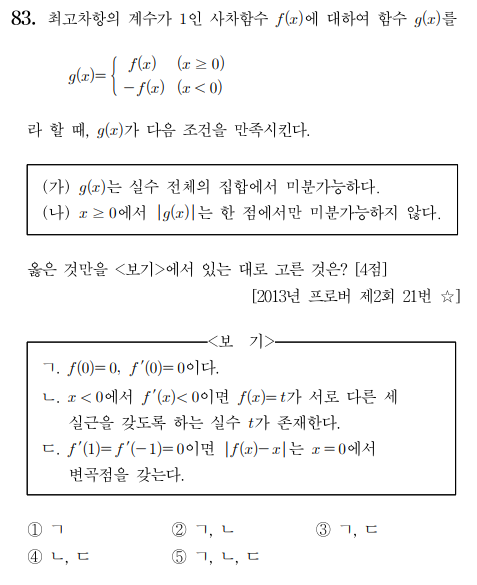 83. 최고차항의 계수가 1인 사차함수 f(x)에 대하여 함수 g(x)를
g(x)={ f(x) (x ≥ 0)
-f(x) (x < 0)
라 할 때, g(x)가 다음 조건을 만족시킨다.
(가) g(x)는 실수 전체의 집합에서 미분가능하다.
(나) x ≥ 0에서 |g(x)|는 한 점에서만 미분가능하지 않다.
옳은 것만을 <보기>에서 있는 대로 고른 것은? [4점]
[2013년 프로버 제2회 21번 ☆]
<보 기>
ㄱ. f(0)=0, f′(0)=0이다.
ㄴ. x < 0에서 f′(x)<0이면 f(x)=t가 서로 다른 세
실근을 갖도록 하는 실수 t가 존재한다.
ㄷ. f′(1)=f′(-1)=0이면 |f(x)-x|는 x=0에서
변곡점을 갖는다.
① ㄱ ② ㄱ, ㄴ ③ ㄱ, ㄷ
④ ㄴ, ㄷ ⑤ ㄱ, ㄴ, ㄷ